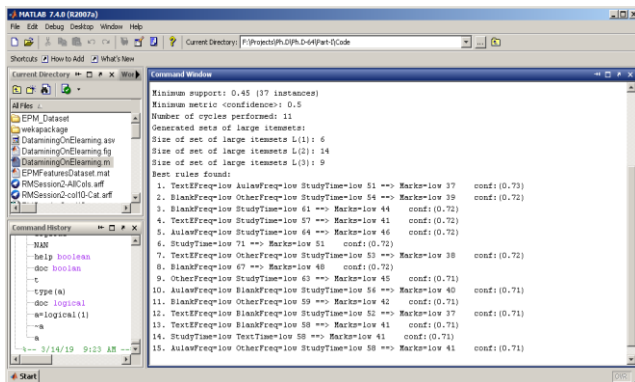 MATLAB 7.4.0 (R2007a)
File Edit Debug Desktop Window Help
Current Directory: F:\Projects\Ph.D\Ph.D-64\Part-I\Code
Shortcuts How to Add What's New
Current Directory Wor
All Files
EPM_Dataset
wekapackage
DataminingOnElearning.asv
DataminingOnElearning.fig
DataminingOnElearning.m
EPMFeaturesDataset.mat
RMSession2-AllCols.arff
RMSession2-col10-Cat.arff
Command History
NAN
help boolean
doc boolan
t
type(a)
doc logical
a=logical(1)
~a
a
%-- 3/14/19 9:23 AM --%
Command Window
Minimum support: 0.45 (37 instances)
Minimum metric <confidence>: 0.5
Number of cycles performed: 11
Generated sets of large itemsets:
Size of set of large itemsets L(1): 6
Size of set of large itemsets L(2): 14
Size of set of large itemsets L(3): 9
Best rules found:
1. TextEFreq=low AulawFreq=low StudyTime=low 51 ==> Marks=low 37 conf:(0.73)
2. BlankFreq=low OtherFreq=low StudyTime=low 54 ==> Marks=low 39 conf:(0.72)
3. BlankFreq=low StudyTime=low 61 ==> Marks=low 44 conf:(0.72)
4. TextEFreq=low StudyTime=low 57 ==> Marks=low 41 conf:(0.72)
5. AulawFreq=low StudyTime=low 64 ==> Marks=low 46 conf:(0.72)
6. StudyTime=low 71 ==> Marks=low 51 conf:(0.72)
7. TextEFreq=low OtherFreq=low StudyTime=low 53 ==> Marks=low 38 conf:(0.72)
8. BlankFreq=low 67 ==> Marks=low 48 conf:(0.72)
9. OtherFreq=low StudyTime=low 63 ==> Marks=low 45 conf:(0.71)
10. AulawFreq=low BlankFreq=low StudyTime=low 56 ==> Marks=low 40 conf:(0.71)
11. BlankFreq=low OtherFreq=low 59 ==> Marks=low 42 conf:(0.71)
12. TextEFreq=low BlankFreq=low StudyTime=low 52 ==> Marks=low 37 conf:(0.71)
13. TextEFreq=low BlankFreq=low 58 ==> Marks=low 41 conf:(0.71)
14. StudyTime=low TextTime=low 58 ==> Marks=low 41 conf:(0.71)
15. AulawFreq=low OtherFreq=low StudyTime=low 58 ==> Marks=low 41 conf:(0.71)
Start